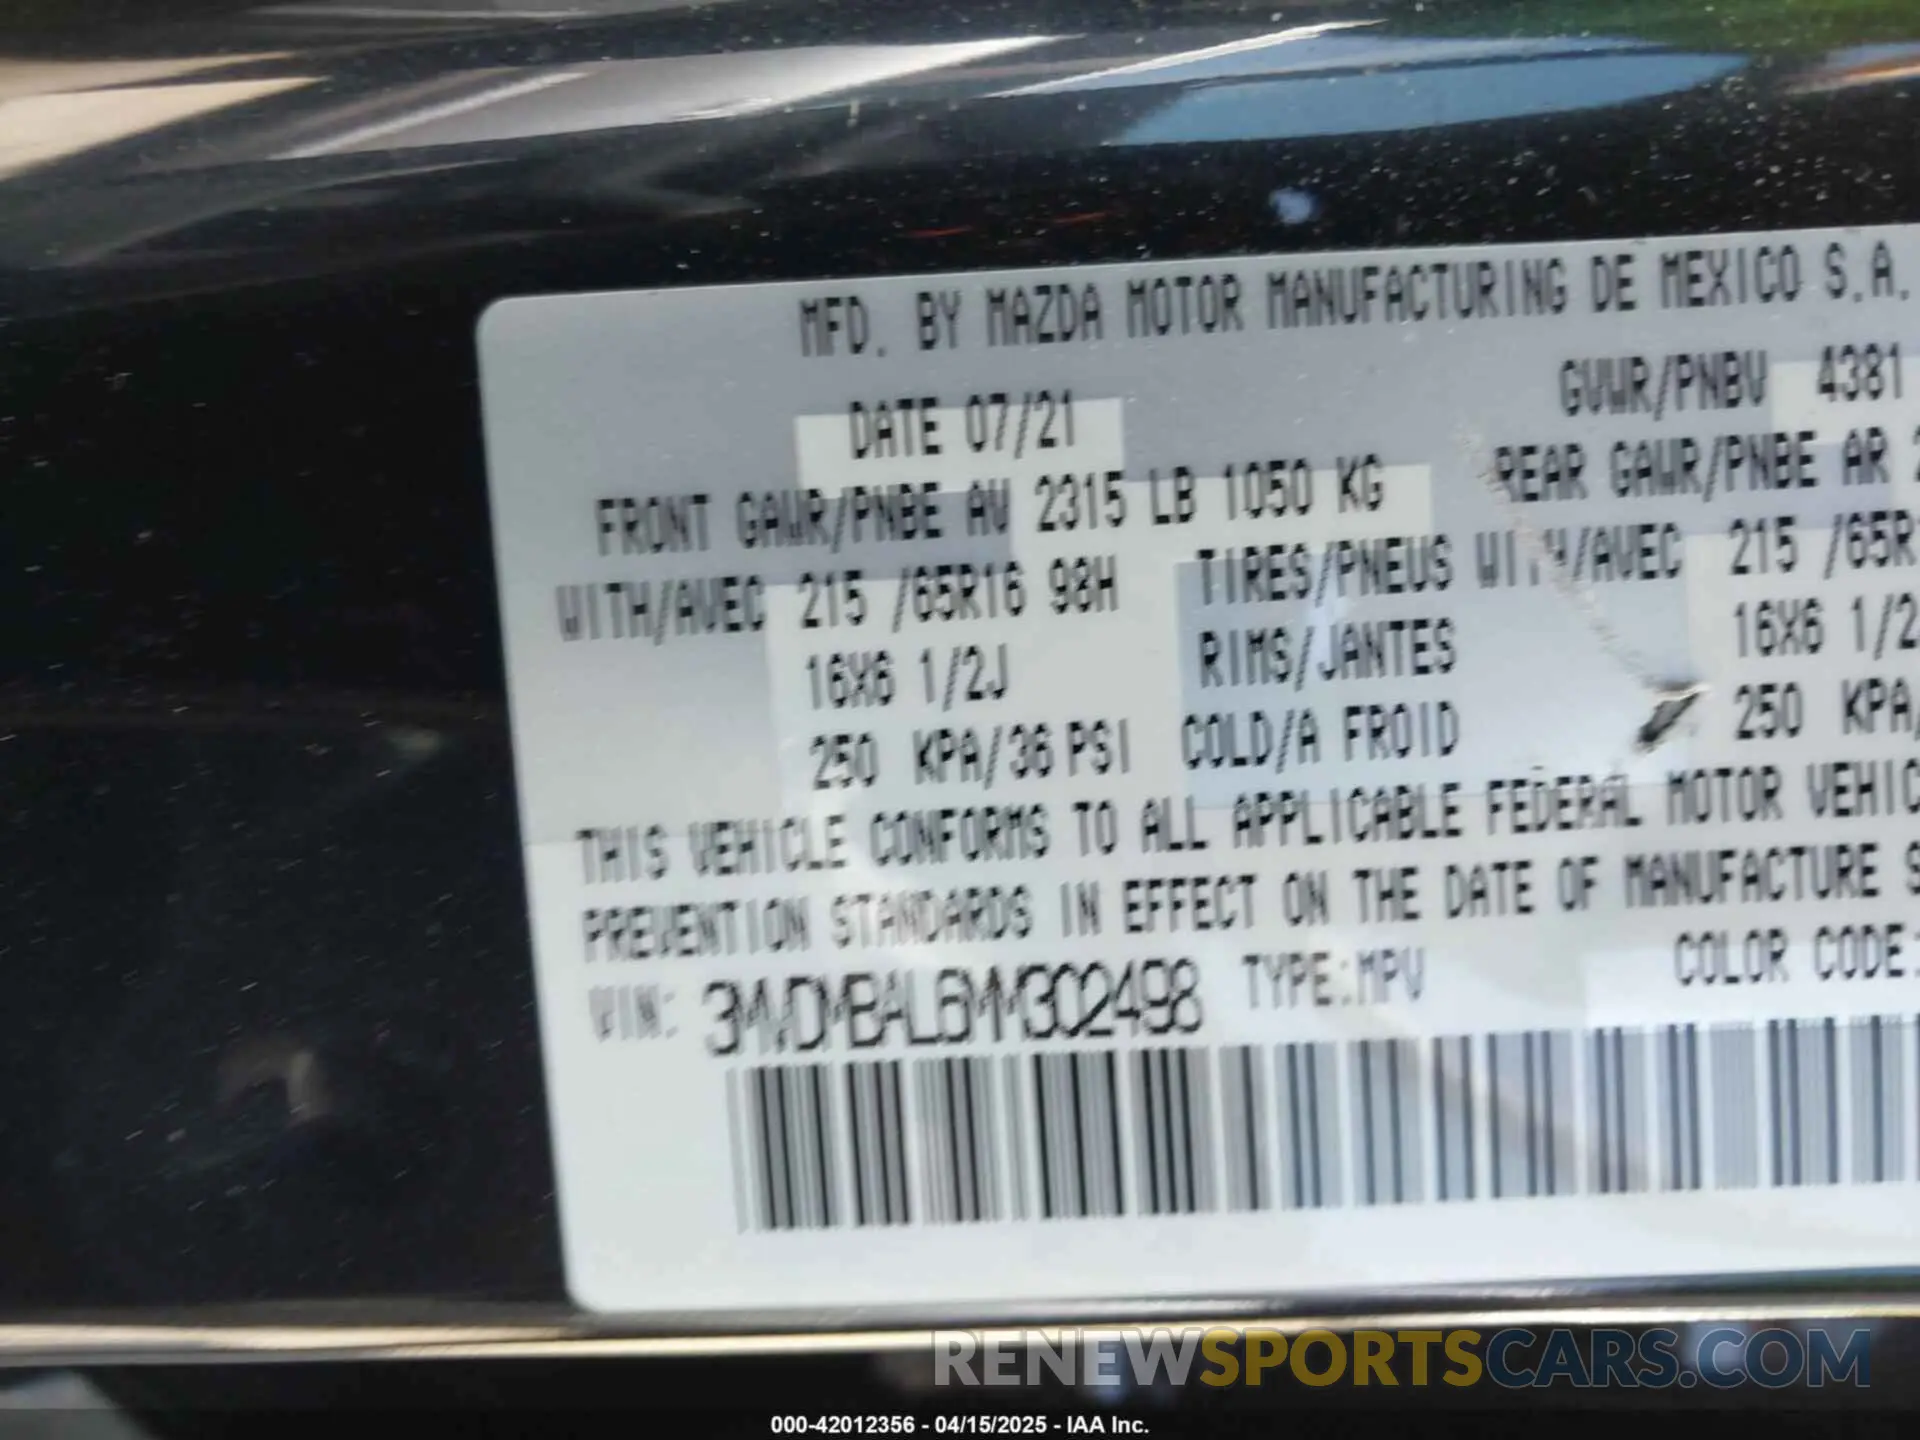 MFD. BY MAZDA MOTOR MANUFACTURING DE MEXICO S.A.
DATE 07/21
GVWR/PNBV 4381
FRONT GAWR/PNBE AV 2315 LB 1050 KG
REAR GAWR/PNBE AR
WITH/AVEC 215 /65R16 98H
TIRES/PNEUS WITH/AVEC 215 /65R
16X6 1/2J
RIMS/JANTES
16X6 1/2
250 KPA/36 PSI
COLD/A FROID
250 KPA/
THIS VEHICLE CONFORMS TO ALL APPLICABLE FEDERAL MOTOR VEHIC
PREVENTION STANDARDS IN EFFECT ON THE DATE OF MANUFACTURE S
VIN: 3MVDMBAL6MM302498 TYPE:MPV
COLOR CODE:
RENEWSPORTSCARS.COM
000-42012356 - 04/15/2025 - IAA Inc.